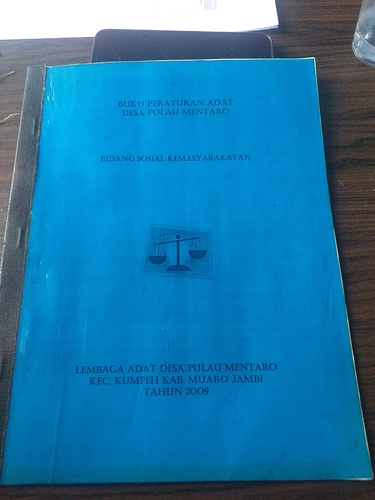 BUKU PERATURAN ADAT
DESA PULAU MENTARO
BIDANG SOSIAL KEMASYARAKATAN
LEMBAGA ADAT DESA PULAU MENTARO
KEC. KUMPEH KAB. MUARO JAMBI
TAHUN 2009